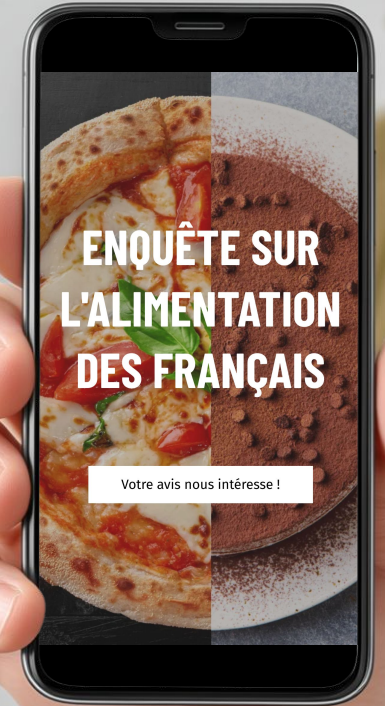 ENQUÊTE SUR
L'ALIMENTATION
DES FRANÇAIS
Votre avis nous intéresse !